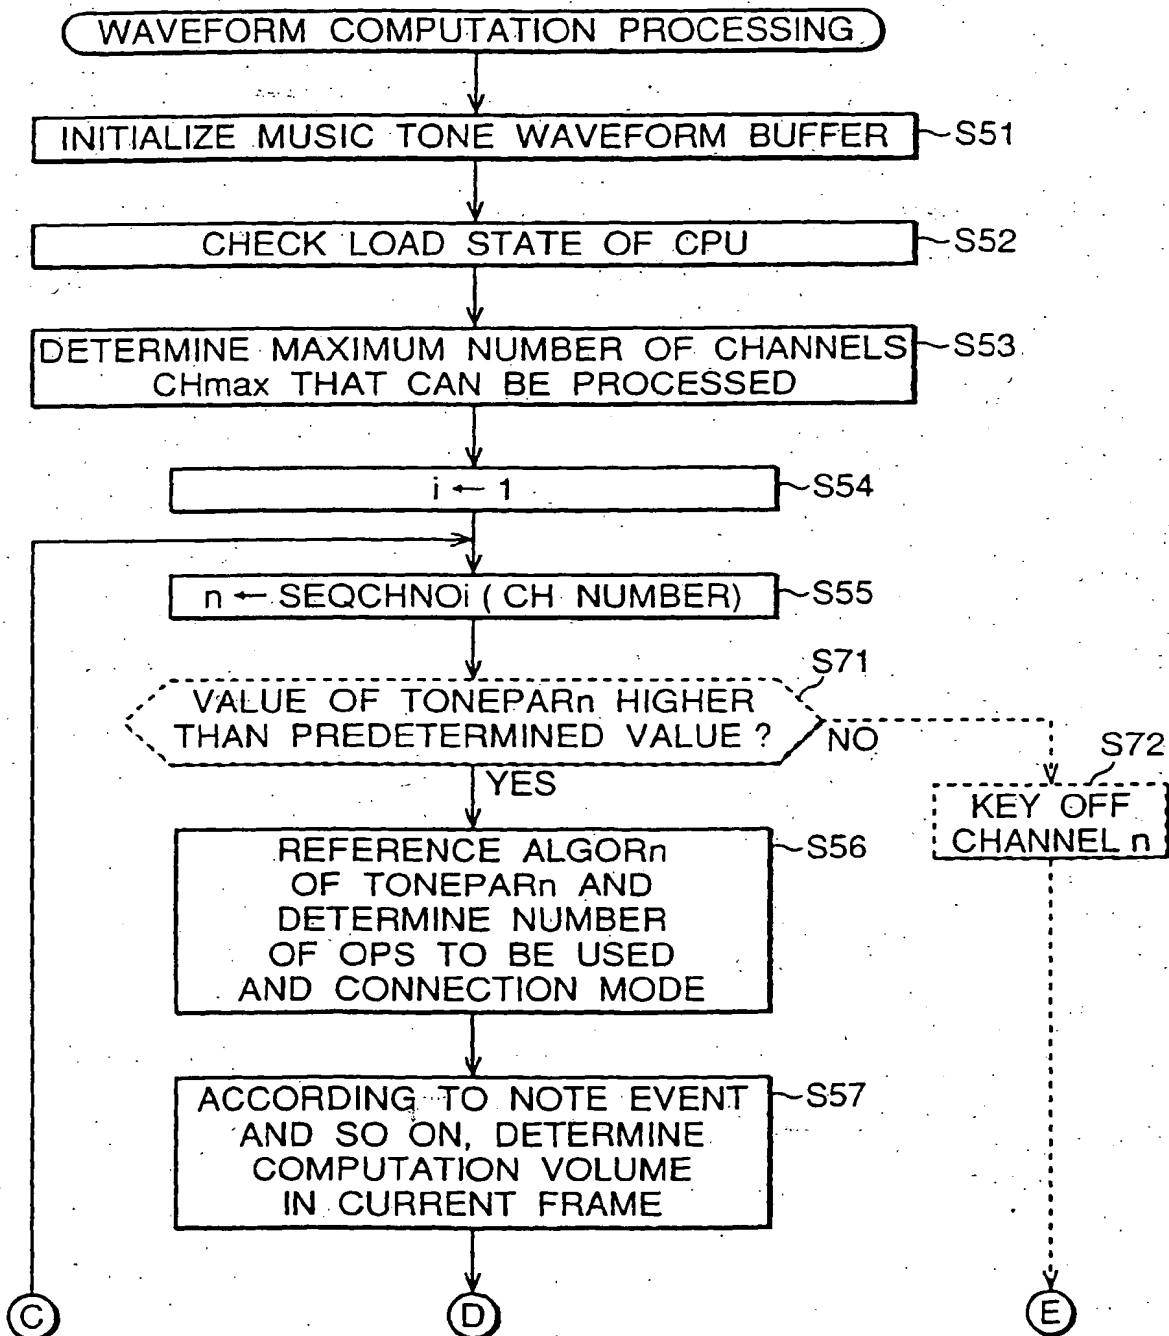 WAVEFORM COMPUTATION PROCESSING
INITIALIZE MUSIC TONE WAVEFORM BUFFER
S51
CHECK LOAD STATE OF CPU
S52
DETERMINE MAXIMUM NUMBER OF CHANNELS
CHmax THAT CAN BE PROCESSED
S53
i ← 1
S54
n ← SEQCHNOi ( CH NUMBER)
S55
VALUE OF TONEPARn HIGHER
THAN PREDETERMINED VALUE ?
S71
NO
YES
S72
KEY OFF
CHANNEL n
REFERENCE ALGORn
OF TONEPARn AND
DETERMINE NUMBER
OF OPS TO BE USED
AND CONNECTION MODE
S56
ACCORDING TO NOTE EVENT
AND SO ON, DETERMINE
COMPUTATION VOLUME
IN CURRENT FRAME
S57
C
D
E